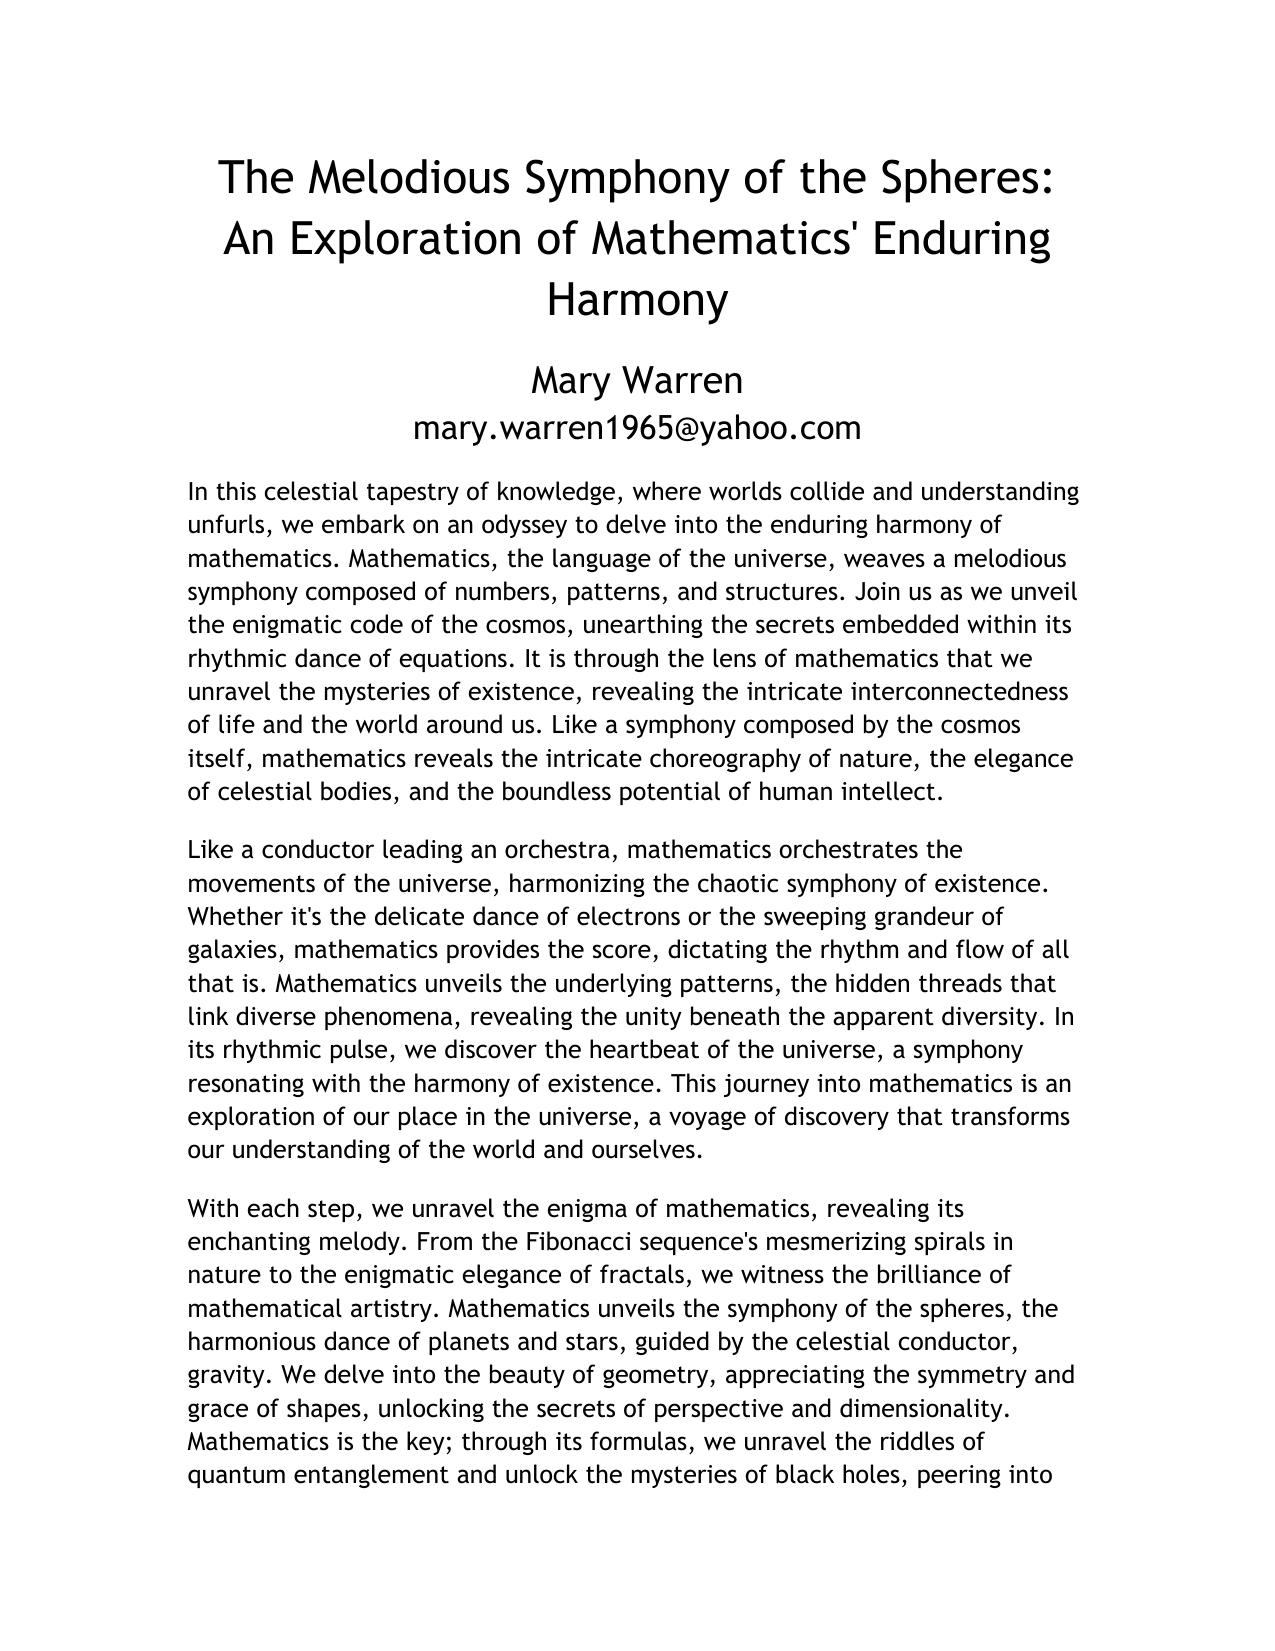 The Melodious Symphony of the Spheres:
An Exploration of Mathematics' Enduring
Harmony
Mary Warren
mary.warren1965@yahoo.com
In this celestial tapestry of knowledge, where worlds collide and understanding
unfurls, we embark on an odyssey to delve into the enduring harmony of
mathematics. Mathematics, the language of the universe, weaves a melodious
symphony composed of numbers, patterns, and structures. Join us as we unveil
the enigmatic code of the cosmos, unearthing the secrets embedded within its
rhythmic dance of equations. It is through the lens of mathematics that we
unravel the mysteries of existence, revealing the intricate interconnectedness
of life and the world around us. Like a symphony composed by the cosmos
itself, mathematics reveals the intricate choreography of nature, the elegance
of celestial bodies, and the boundless potential of human intellect.
Like a conductor leading an orchestra, mathematics orchestrates the
movements of the universe, harmonizing the chaotic symphony of existence.
Whether it's the delicate dance of electrons or the sweeping grandeur of
galaxies, mathematics provides the score, dictating the rhythm and flow of all
that is. Mathematics unveils the underlying patterns, the hidden threads that
link diverse phenomena, revealing the unity beneath the apparent diversity. In
its rhythmic pulse, we discover the heartbeat of the universe, a symphony
resonating with the harmony of existence. This journey into mathematics is an
exploration of our place in the universe, a voyage of discovery that transforms
our understanding of the world and ourselves.
With each step, we unravel the enigma of mathematics, revealing its
enchanting melody. From the Fibonacci sequence's mesmerizing spirals in
nature to the enigmatic elegance of fractals, we witness the brilliance of
mathematical artistry. Mathematics unveils the symphony of the spheres, the
harmonious dance of planets and stars, guided by the celestial conductor,
gravity. We delve into the beauty of geometry, appreciating the symmetry and
grace of shapes, unlocking the secrets of perspective and dimensionality.
Mathematics is the key; through its formulas, we unravel the riddles of
quantum entanglement and unlock the mysteries of black holes, peering into